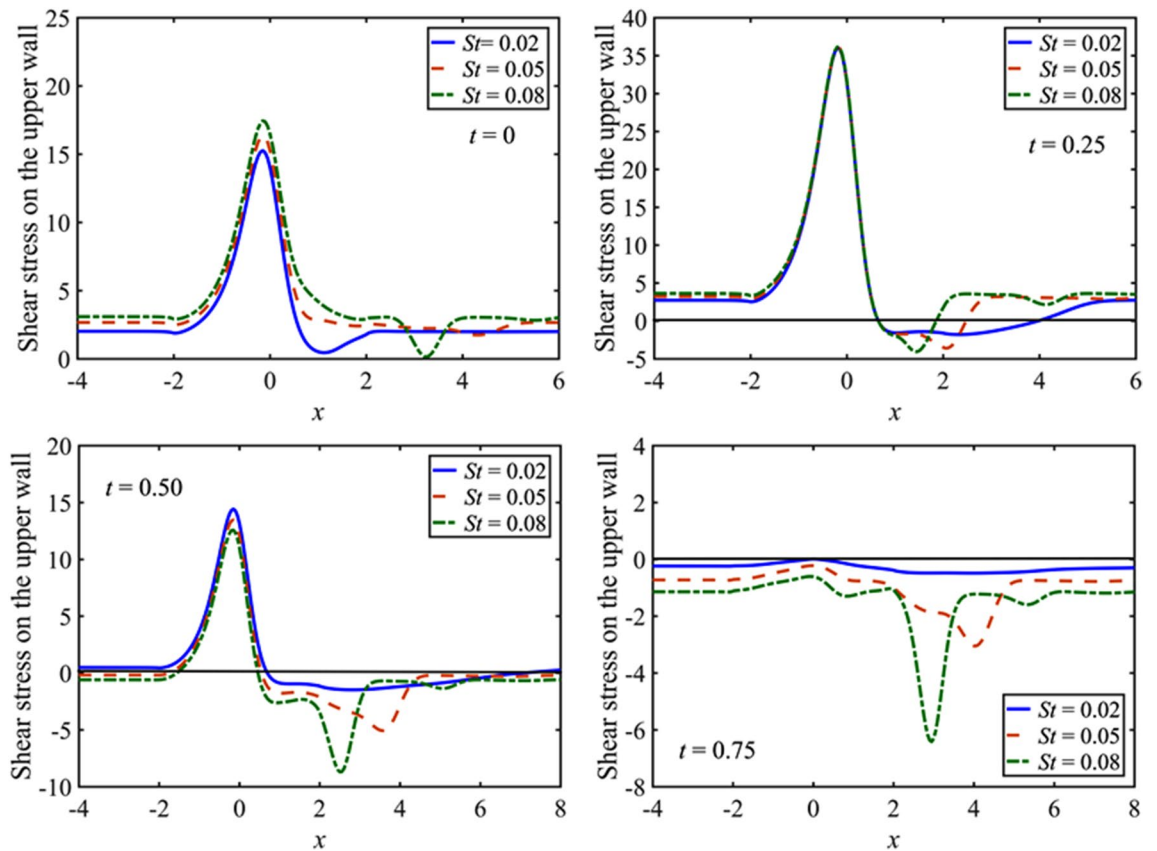 25
20
15
10
5
0
-4
-2
0
2
4
6
Shear stress on the upper wall
x
St= 0.02
St = 0.05
St = 0.08
t = 0
40
35
30
25
20
15
10
5
0
-5
-4
-2
0
2
4
6
Shear stress on the upper wall
x
St = 0.02
St = 0.05
St = 0.08
t = 0.25
20
15
10
5
0
-5
-10
-4
-2
0
2
4
6
8
Shear stress on the upper wall
x
t = 0.50
St = 0.02
St = 0.05
St = 0.08
4
2
0
-2
-4
-6
-8
-4
-2
0
2
4
6
8
Shear stress on the upper wall
x
t = 0.75
St = 0.02
St = 0.05
St = 0.08